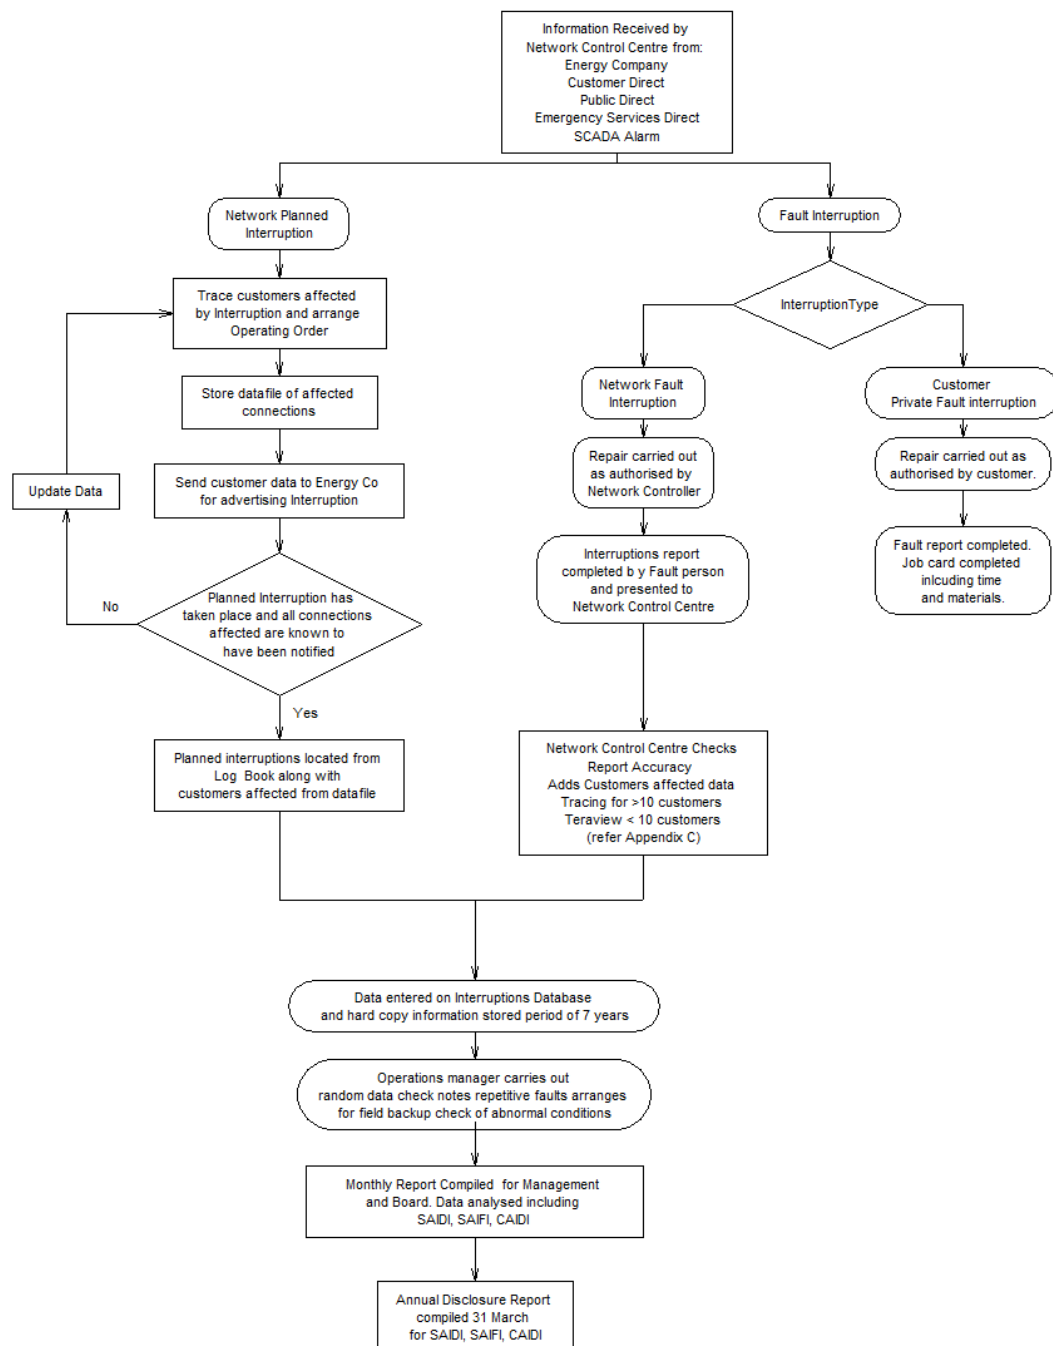 Information Received by
Network Control Centre from:
Energy Company
Customer Direct
Public Direct
Emergency Services Direct
SCADA Alarm
Network Planned
Interruption
Fault Interruption
Trace customers affected
by Interruption and arrange
Operating Order
InterruptionType
Store datafile of affected
connections
Network Fault
Interruption
Customer
Private Fault interruption
Update Data
Send customer data to Energy Co
for advertising Interruption
Repair carried out
as authorised by
Network Controller
Repair carried out as
authorised by customer.
Interruptions report
completed by Fault person
and presented to
Network Control Centre
Fault report completed.
Job card completed
inlcuding time
and materials.
No
Planned Interruption has
taken place and all connections
affected are known to
have been notified
Yes
Planned interruptions located from
Log Book along with
customers affected from datafile
Network Control Centre Checks
Report Accuracy
Adds Customers affected data
Tracing for >10 customers
Teraview < 10 customers
(refer Appendix C)
Data entered on Interruptions Database
and hard copy information stored period of 7 years
Operations manager carries out
random data check notes repetitive faults arranges
for field backup check of abnormal conditions
Monthly Report Compiled for Management
and Board. Data analysed including
SAIDI, SAIFI, CAIDI
Annual Disclosure Report
compiled 31 March
for SAIDI, SAIFI, CAIDI